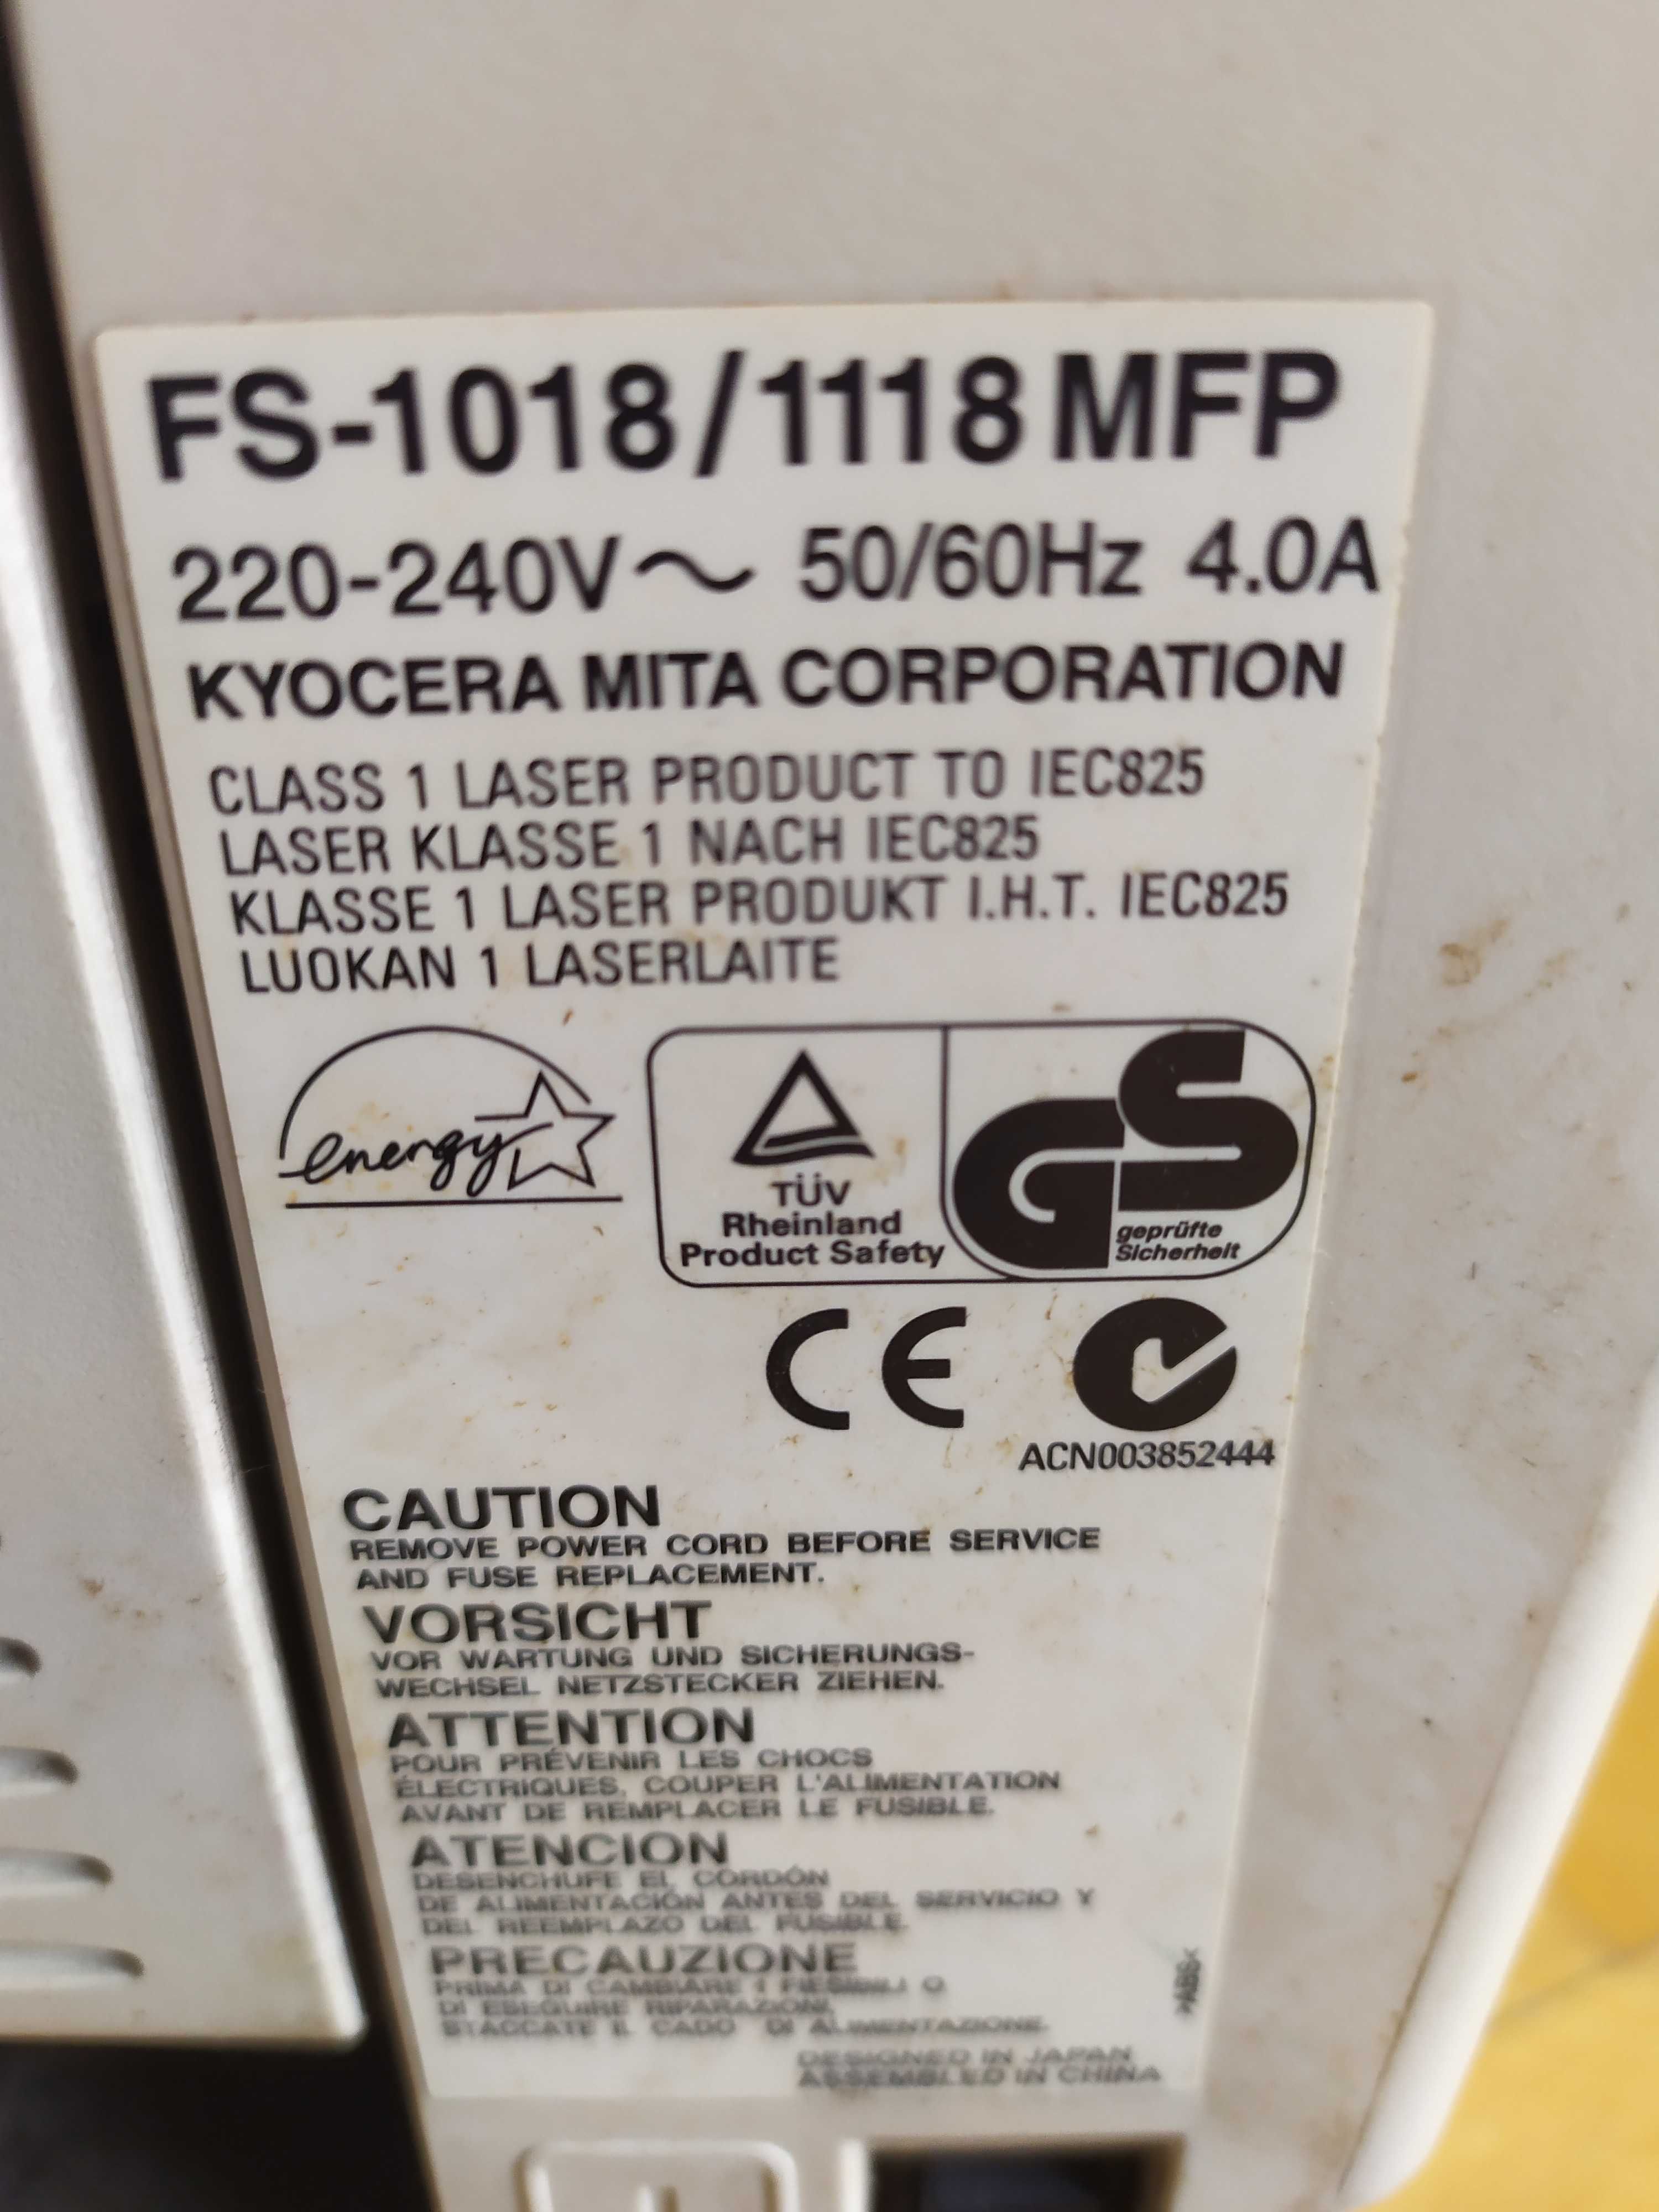 FS-1018/1118 MFP
220-240V～ 50/60Hz 4.0A
KYOCERA MITA CORPORATION
CLASS 1 LASER PRODUCT TO IEC825
LASER KLASSE 1 NACH IEC825
KLASSE 1 LASER PRODUKT I.H.T. IEC825
LUOKAN 1 LASERLAITE
energy
TÜV
Rheinland
Product Safety
GS
geprüfte
Sicherheit
CE
ACN003852444
CAUTION
REMOVE POWER CORD BEFORE SERVICE
AND FUSE REPLACEMENT.
VORSICHT
VOR WARTUNG UND SICHERUNGS-
WECHSEL NETZSTECKER ZIEHEN.
ATTENTION
POUR PRÉVENIR LES CHOCS
ÉLECTRIQUES, COUPER L'ALIMENTATION
AVANT DE REMPLACER LE FUSIBLE.
ATENCION
DESENCHUFE EL CORDÓN
DE ALIMENTACIÓN ANTES DEL SERVICIO Y
DEL REEMPLAZO DEL FUSIBLE.
PRECAUZIONE
PRIMA DI CAMBIARE I O
DI ESEGUIRE RIPARAZIONI,
STACCATE IL CADO DI ALIMENTAZIONE.
>ABS<
DESIGNED IN JAPAN
ASSEMBLED IN CHINA